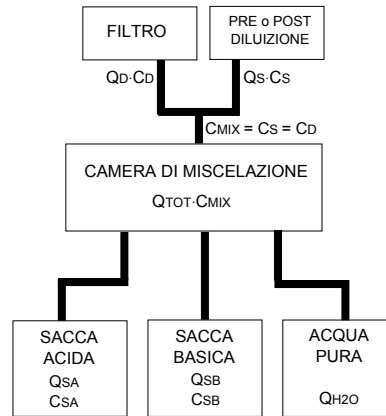 FILTRO
PRE o POST
DILUIZIONE
QD·CD
QS·CS
CMIX = CS = CD
CAMERA DI MISCELAZIONE
QTOT·CMIX
SACCA
ACIDA
QSA
CSA
SACCA
BASICA
QSB
CSB
ACQUA
PURA
QH2O